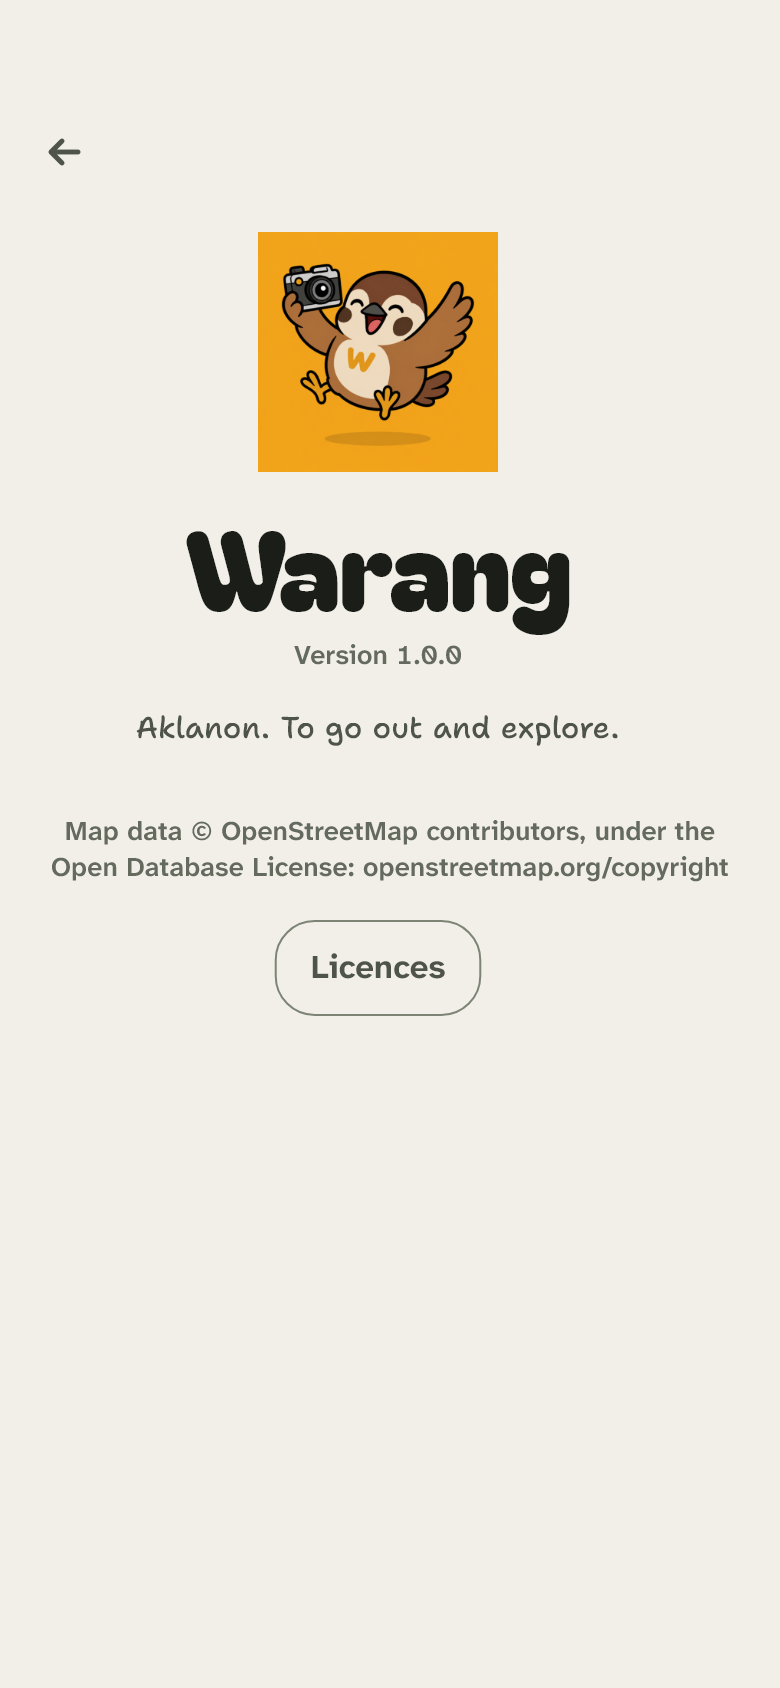 W
Warang
Version 1.0.0
Aklanon. To go out and explore.
Map data © OpenStreetMap contributors, under the
Open Database License: openstreetmap.org/copyright
Licences